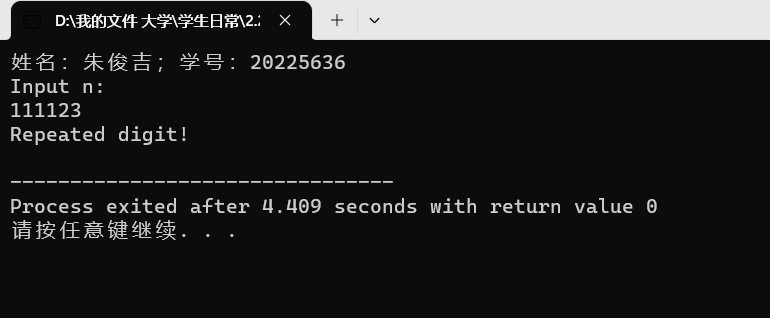 D:\我的文件 大学\学生日常\2.2
姓名：朱俊吉；学号：20225636
Input n:
111123
Repeated digit!
--------------------------------
Process exited after 4.409 seconds with return value 0
请按任意键继续. . .